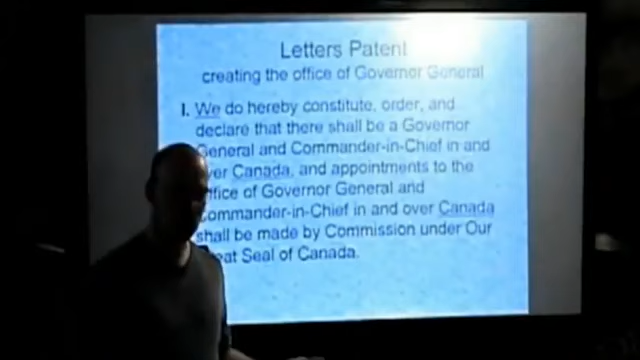 Letters Patent
creating the office of Governor General
I. We do hereby constitute, order, and
declare that there shall be a Governor
General and Commander-in-Chief in and
over Canada, and appointments to the
office of Governor General and
Commander-in-Chief in and over Canada
shall be made by Commission under Our
Great Seal of Canada.